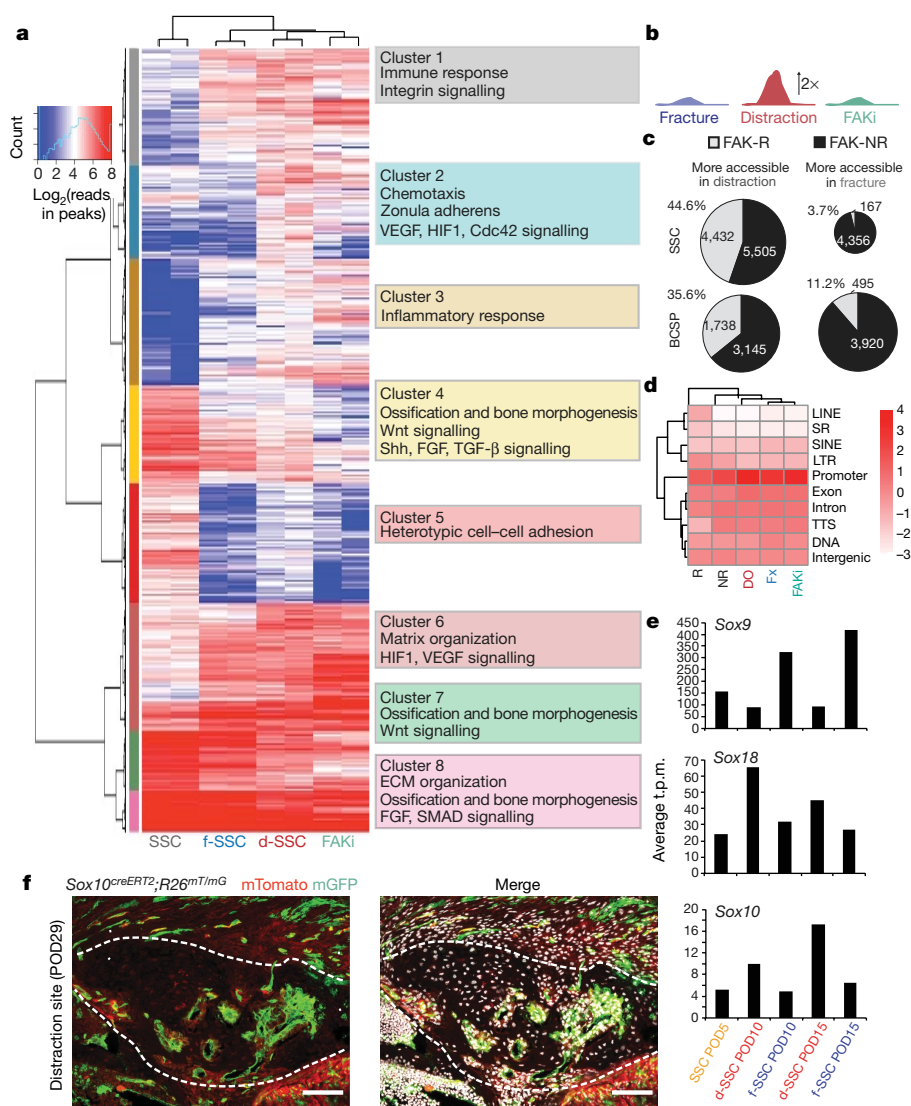 a
Count
0 2 4 6 8
Log2(reads
in peaks)
Cluster 1
Immune response
Integrin signalling
Cluster 2
Chemotaxis
Zonula adherens
VEGF, HIF1, Cdc42 signalling
Cluster 3
Inflammatory response
Cluster 4
Ossification and bone morphogenesis
Wnt signalling
Shh, FGF, TGF-β signalling
Cluster 5
Heterotypic cell–cell adhesion
Cluster 6
Matrix organization
HIF1, VEGF signalling
Cluster 7
Ossification and bone morphogenesis
Wnt signalling
Cluster 8
ECM organization
Ossification and bone morphogenesis
FGF, SMAD signalling
SSC f-SSC d-SSC FAKi
b
2×
Fracture Distraction FAKi
c
FAK-R FAK-NR
More accessible
in distraction
More accessible
in fracture
SSC
44.6%
4,432
5,505
3.7%
167
4,356
BCSP
35.6%
1,738
3,145
11.2%
495
3,920
d
LINE
SR
SINE
LTR
Promoter
Exon
Intron
TTS
DNA
Intergenic
R NR DO Fx FAKi
4
3
2
1
0
−1
−2
−3
e
Average t.p.m.
Sox9
450
400
350
300
250
200
150
100
50
0
Sox18
70
60
50
40
30
20
10
0
Sox10
20
16
12
8
4
0
SSC POD5
d-SSC POD10
f-SSC POD10
d-SSC POD15
f-SSC POD15
f
Sox10creERT2;R26mT/mG mTomato mGFP
Merge
Distraction site (POD29)